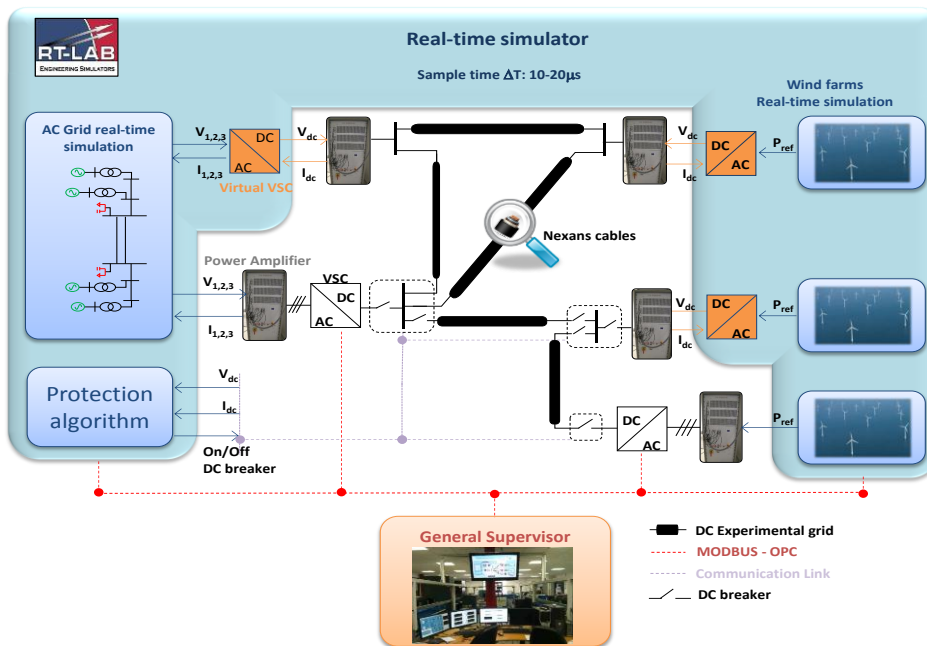 RT-LAB
ENGINEERING SIMULATORS
Real-time simulator
Sample time ΔT: 10-20µs
Wind farms
Real-time simulation
AC Grid real-time
simulation
V1,2,3
I1,2,3
DC
AC
Virtual VSC
Vdc
Idc
Vdc
Idc
DC
AC
Pref
Nexans cables
Power Amplifier
V1,2,3
I1,2,3
VSC
DC
AC
Vdc
Idc
DC
AC
Pref
Protection
algorithm
Vdc
Idc
On/Off
DC breaker
DC
AC
Pref
General Supervisor
DC Experimental grid
MODBUS - OPC
Communication Link
DC breaker